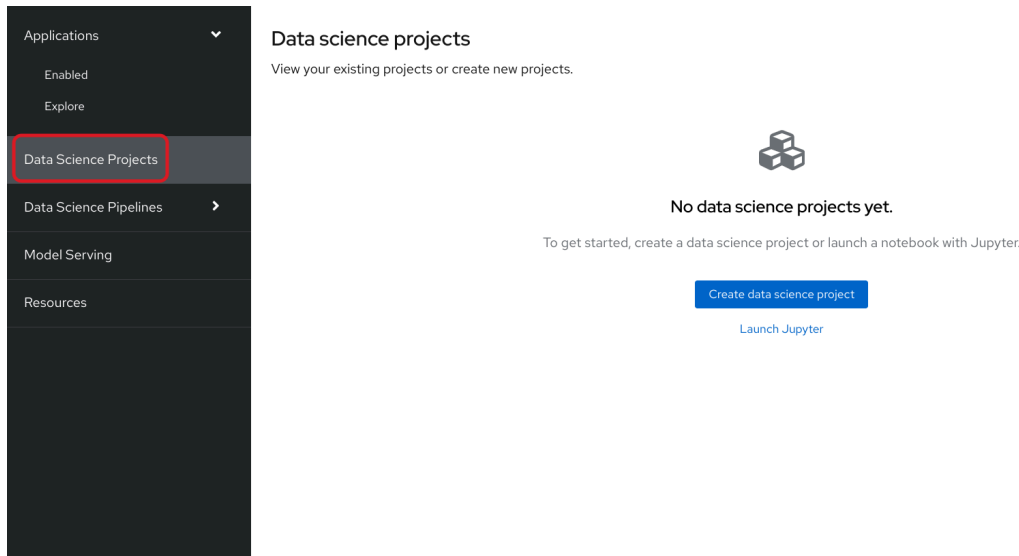 Applications
Enabled
Explore
Data Science Projects
Data Science Pipelines
Model Serving
Resources
Data science projects
View your existing projects or create new projects.
No data science projects yet.
To get started, create a data science project or launch a notebook with Jupyter.
Create data science project
Launch Jupyter